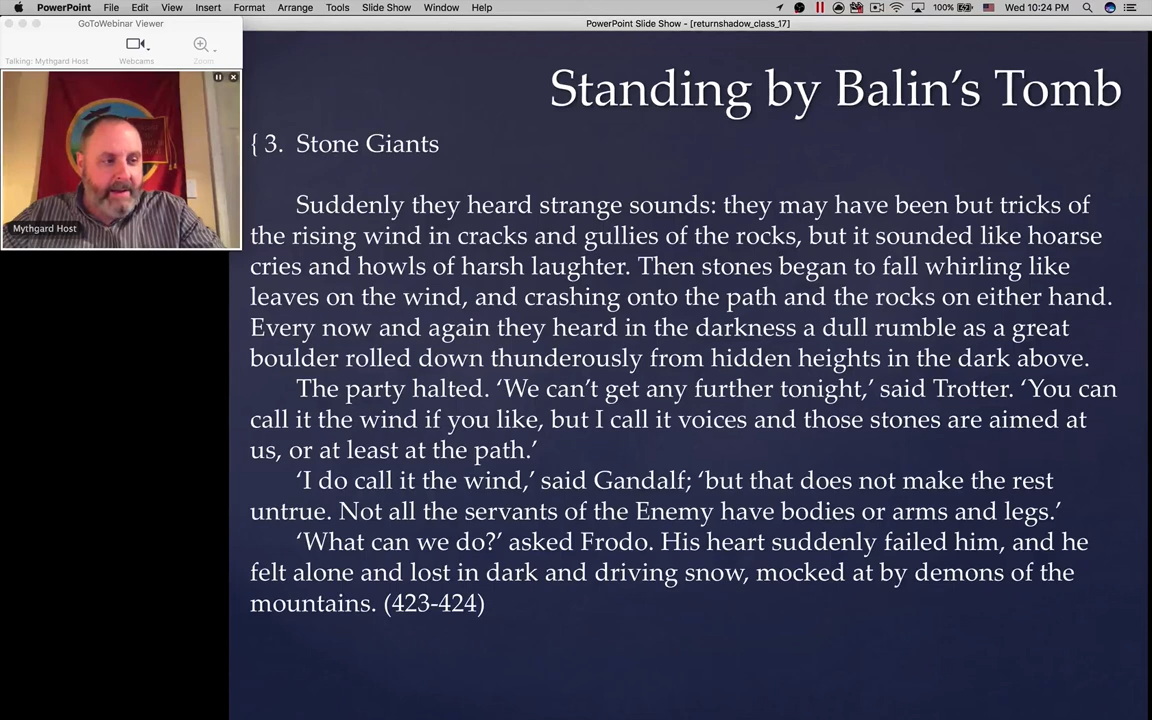 PowerPoint File Edit View Insert Format Arrange Tools Slide Show Window Help 100% Wed 10:24 PM
GoToWebinar Viewer
PowerPoint Slide Show - [returnshadow_class_17]
Talking: Mythgard Host
Webcams
Zoom
Mythgard Host
Standing by Balin’s Tomb
{ 3. Stone Giants
Suddenly they heard strange sounds: they may have been but tricks of
the rising wind in cracks and gullies of the rocks, but it sounded like hoarse
cries and howls of harsh laughter. Then stones began to fall whirling like
leaves on the wind, and crashing onto the path and the rocks on either hand.
Every now and again they heard in the darkness a dull rumble as a great
boulder rolled down thunderously from hidden heights in the dark above.
The party halted. ‘We can’t get any further tonight,’ said Trotter. ‘You can
call it the wind if you like, but I call it voices and those stones are aimed at
us, or at least at the path.’
‘I do call it the wind,’ said Gandalf; ‘but that does not make the rest
untrue. Not all the servants of the Enemy have bodies or arms and legs.’
‘What can we do?’ asked Frodo. His heart suddenly failed him, and he
felt alone and lost in dark and driving snow, mocked at by demons of the
mountains. (423-424)